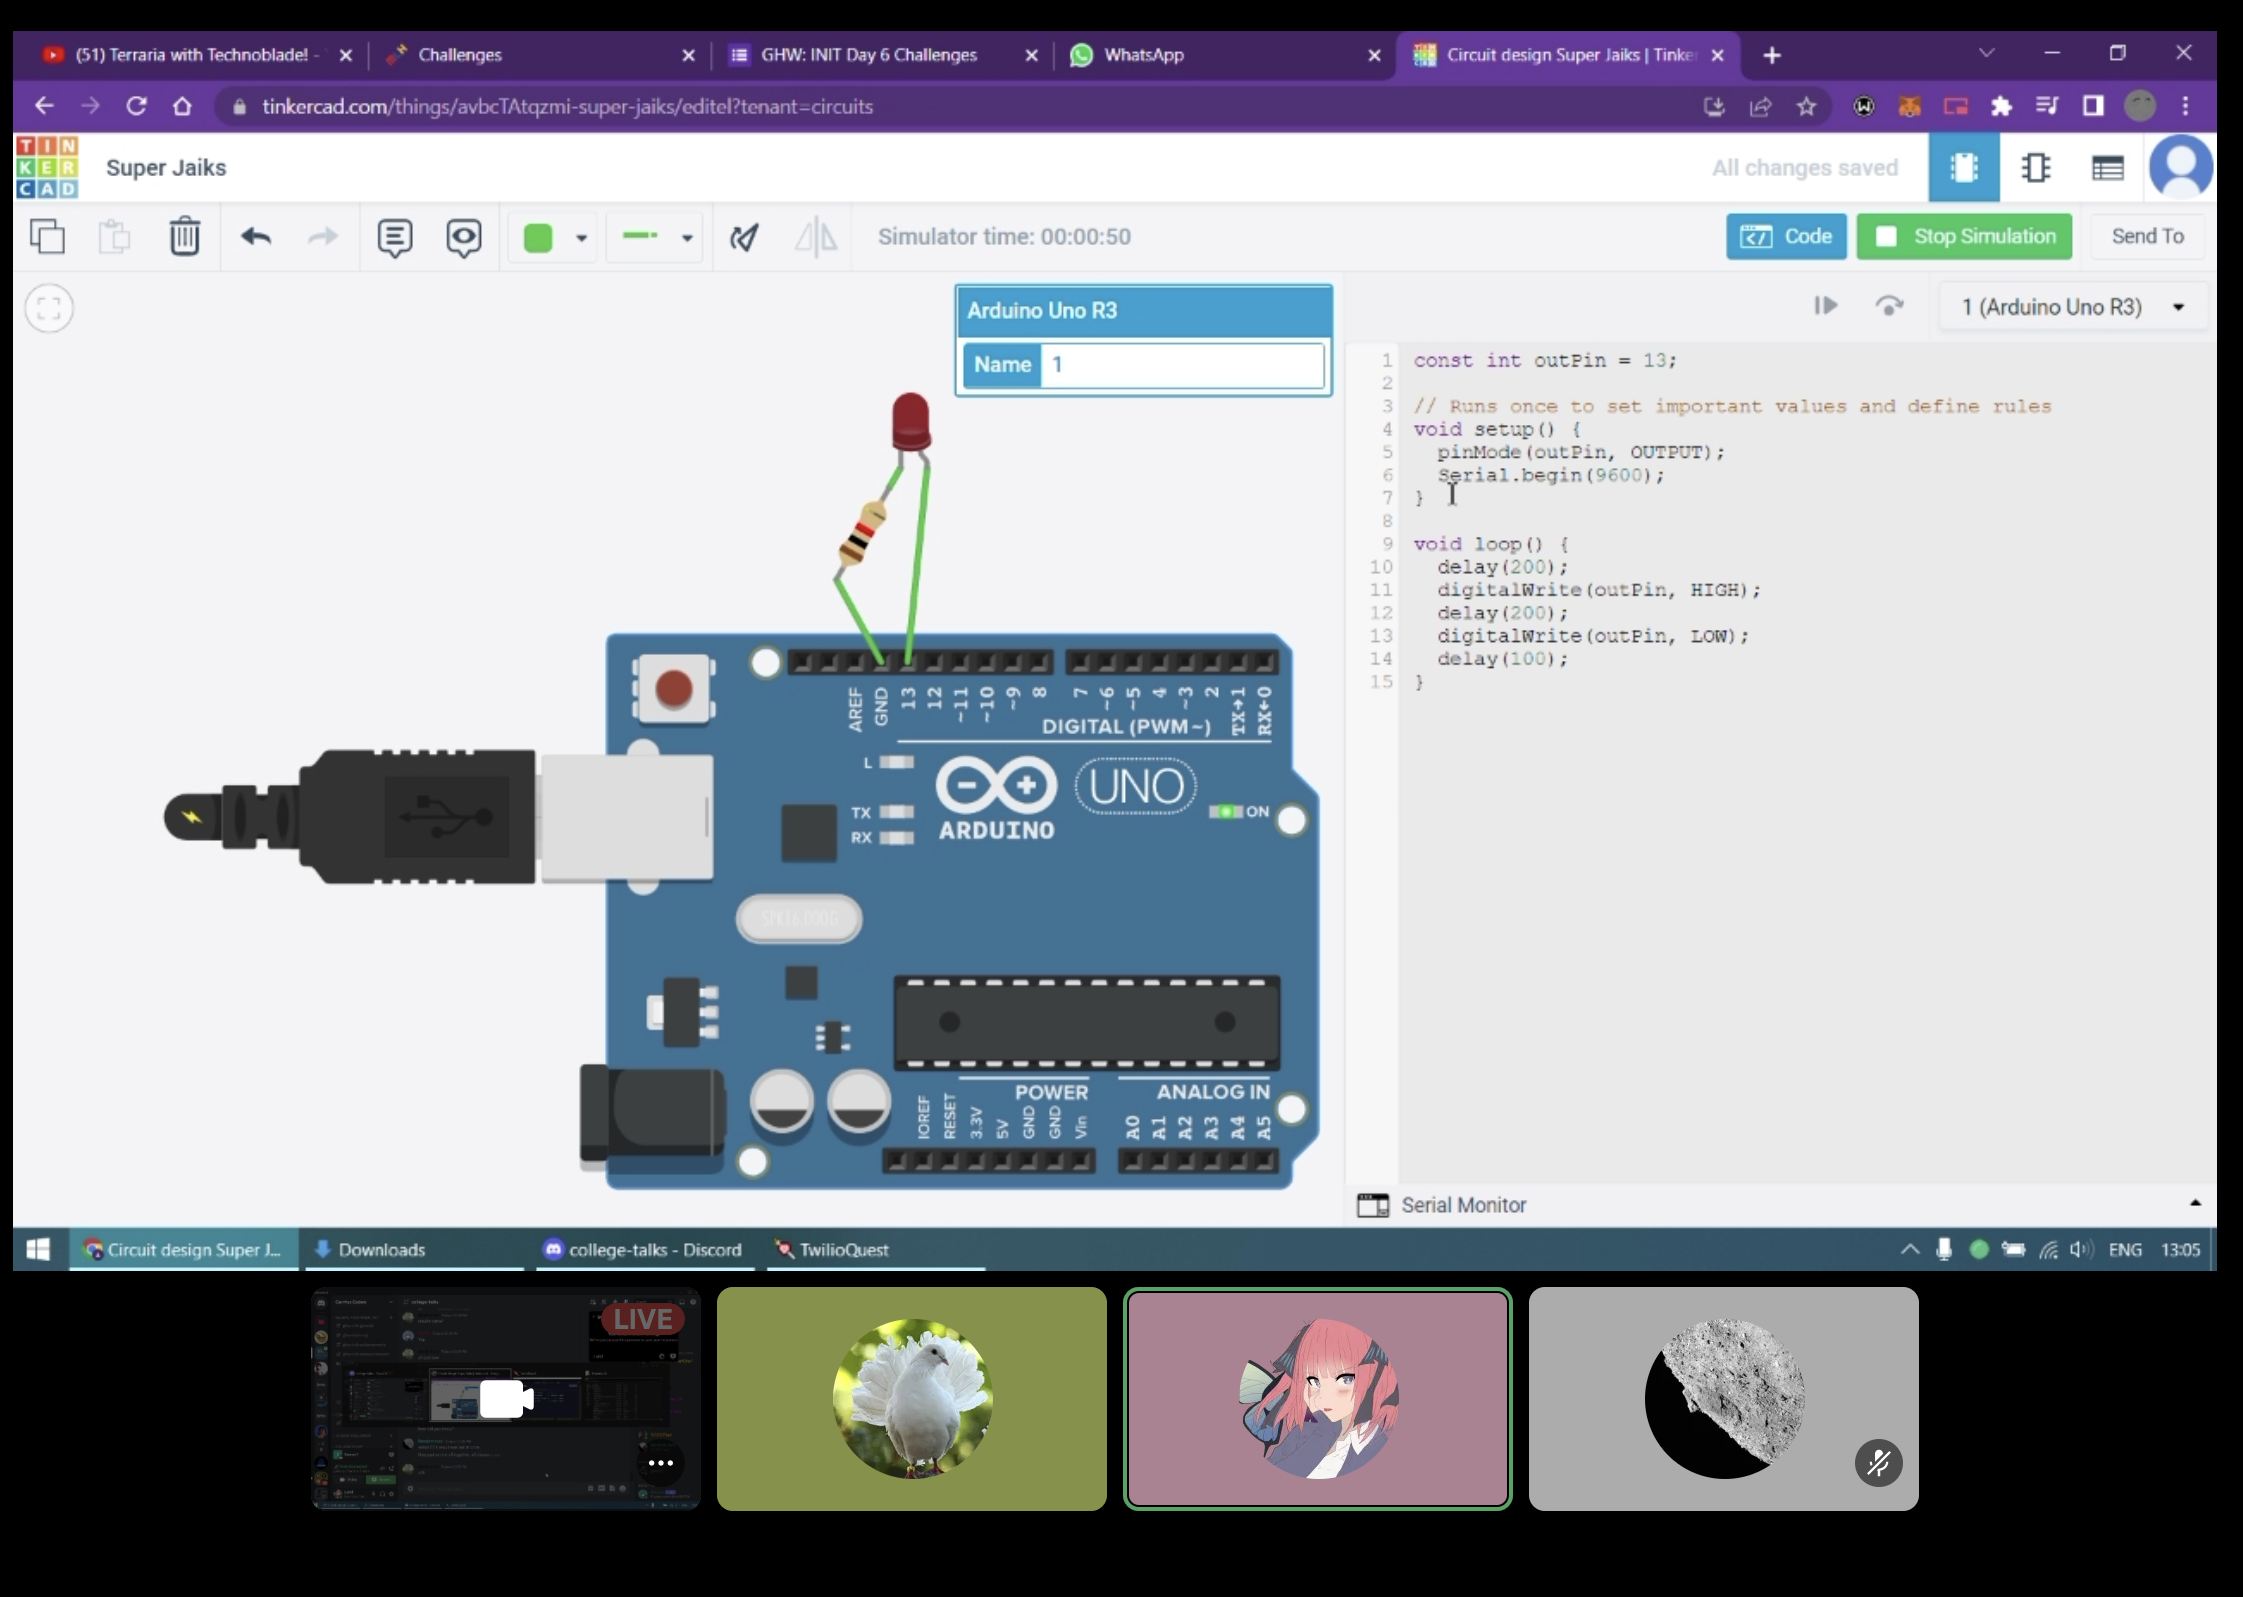 (51) Terraria with Technoblade! -
Challenges
GHW: INIT Day 6 Challenges
WhatsApp
Circuit design Super Jaiks | Tinker
tinkercad.com/things/avbcTAtqzmi-super-jaiks/editel?tenant=circuits
TIN
KER
CAD
Super Jaiks
All changes saved
Simulator time: 00:00:50
Code
Stop Simulation
Send To
Arduino Uno R3
Name 1
1 (Arduino Uno R3)
1 const int outPin = 13;
2
3 // Runs once to set important values and define rules
4 void setup() {
5 pinMode(outPin, OUTPUT);
6 Serial.begin(9600);
7 }
8
9 void loop() {
10 delay(200);
11 digitalWrite(outPin, HIGH);
12 delay(200);
13 digitalWrite(outPin, LOW);
14 delay(100);
15 }
AREF GND 13 12 ~11 ~10 ~9 8 7 ~6 ~5 4 ~3 2 TX→1 RX←0
DIGITAL (PWM~)
L
TX
RX
UNO
ARDUINO
ON
SPK16.000G
POWER
ANALOG IN
IOREF RESET 3.3V 5V GND GND Vin A0 A1 A2 A3 A4 A5
Serial Monitor
Circuit design Super J...
Downloads
college-talks - Discord
TwilioQuest
ENG
13:05
LIVE